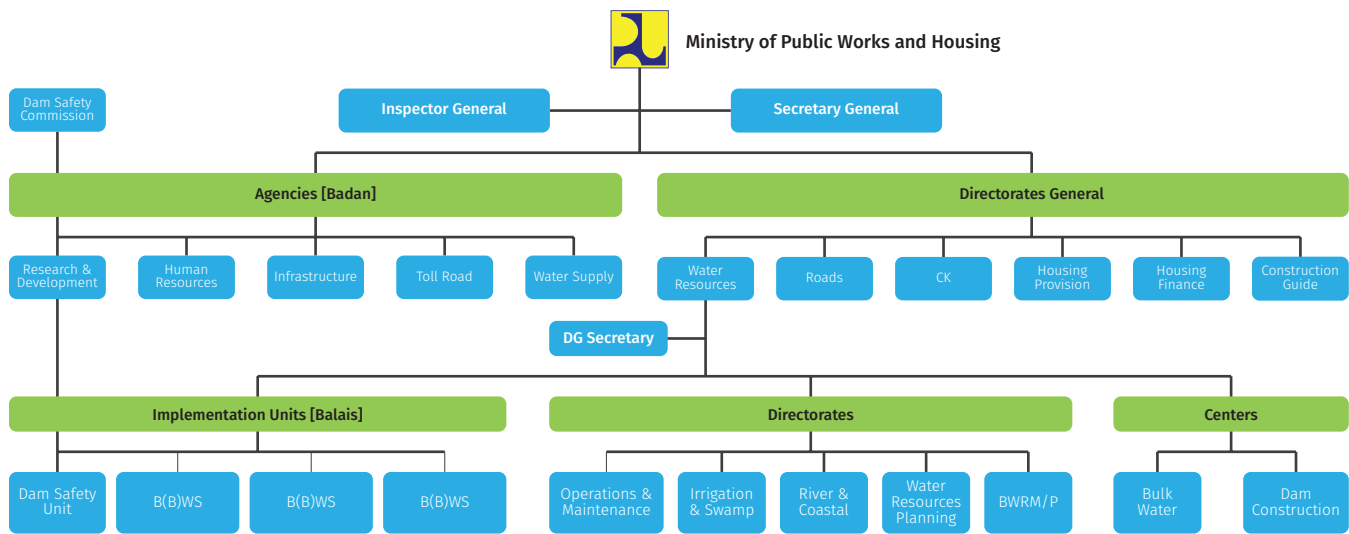 Ministry of Public Works and Housing
Dam Safety
Commission
Inspector General
Secretary General
Agencies [Badan]
Directorates General
Research &
Development
Human
Resources
Infrastructure
Toll Road
Water Supply
Water
Resources
Roads
CK
Housing
Provision
Housing
Finance
Construction
Guide
DG Secretary
Implementation Units [Balais]
Directorates
Centers
Dam Safety
Unit
B(B)WS
B(B)WS
B(B)WS
Operations &
Maintenance
Irrigation
& Swamp
River &
Coastal
Water
Resources
Planning
BWRM/P
Bulk
Water
Dam
Construction